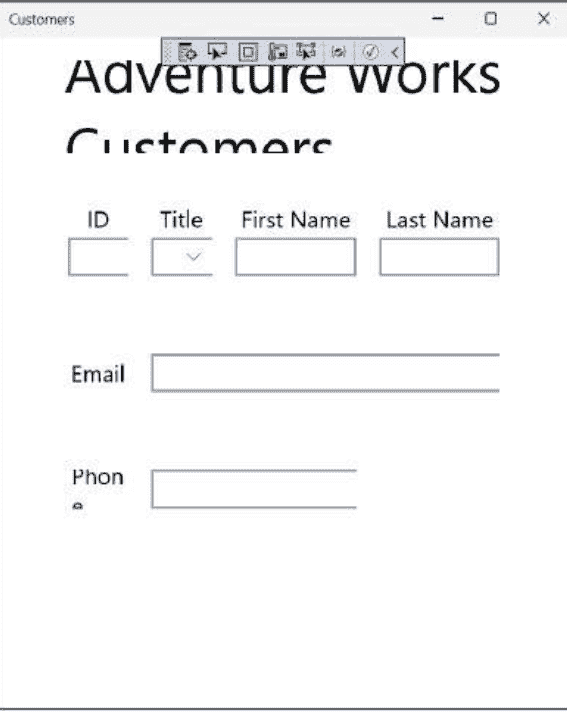 Customers
Adventure Works
Customers
ID Title First Name Last Name
Email
Phon
e